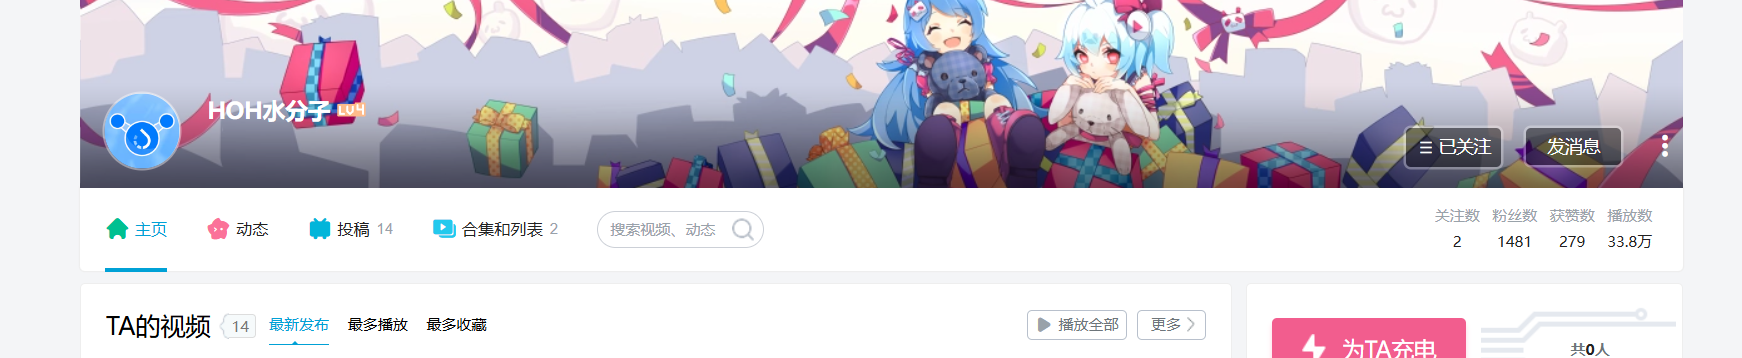 HOH水分子 LV4
已关注 发消息
主页 动态 投稿 14 合集和列表 2 搜索视频、动态
关注数 粉丝数 获赞数 播放数
2 1481 279 33.8万
TA的视频 14 最新发布 最多播放 最多收藏 播放全部 更多
为TA充电 共0人